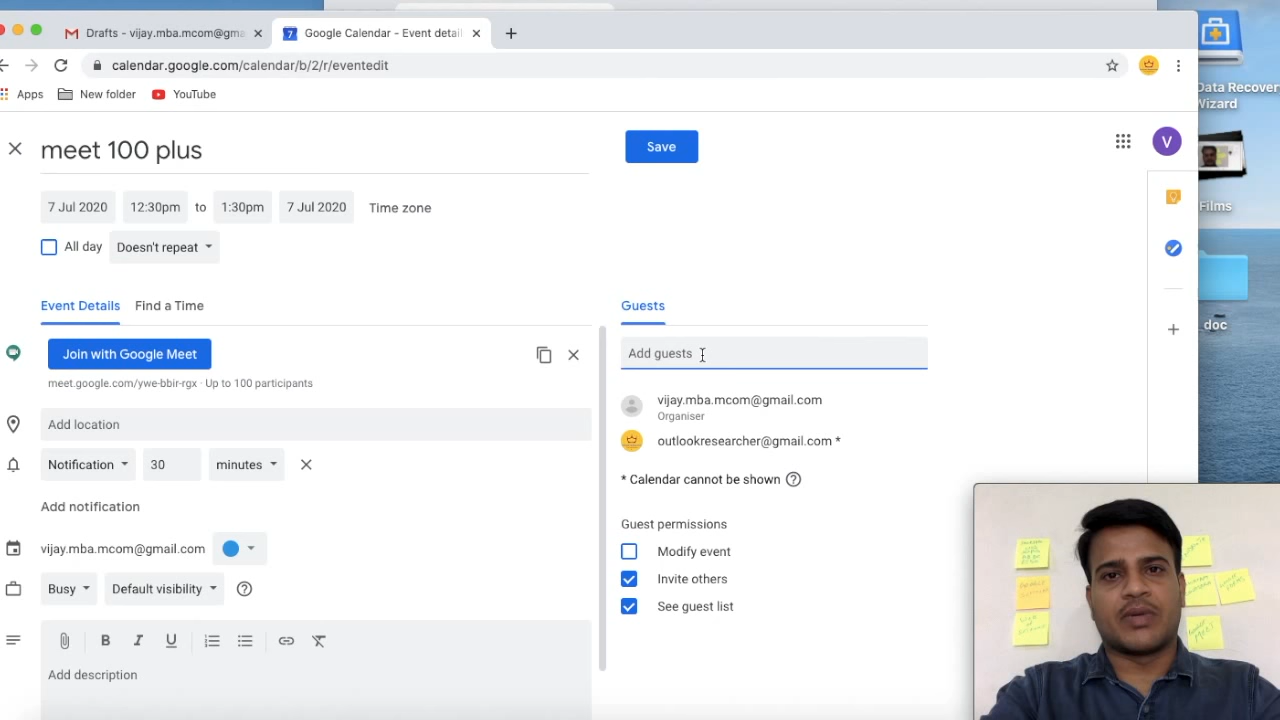 Drafts - vijay.mba.mcom@gma
Google Calendar - Event detai
calendar.google.com/calendar/b/2/r/eventedit
Apps
New folder
YouTube
Data Recover
Wizard
meet 100 plus
Save
V
7 Jul 2020
12:30pm
to
1:30pm
7 Jul 2020
Time zone
Films
All day
Doesn't repeat
Event Details
Find a Time
Guests
doc
Join with Google Meet
meet.google.com/ywe-bbir-rgx · Up to 100 participants
Add guests
vijay.mba.mcom@gmail.com
Organiser
outlookresearcher@gmail.com *
* Calendar cannot be shown
Add location
Notification
30
minutes
Add notification
vijay.mba.mcom@gmail.com
Busy
Default visibility
Guest permissions
Modify event
Invite others
See guest list
B I U
Add description